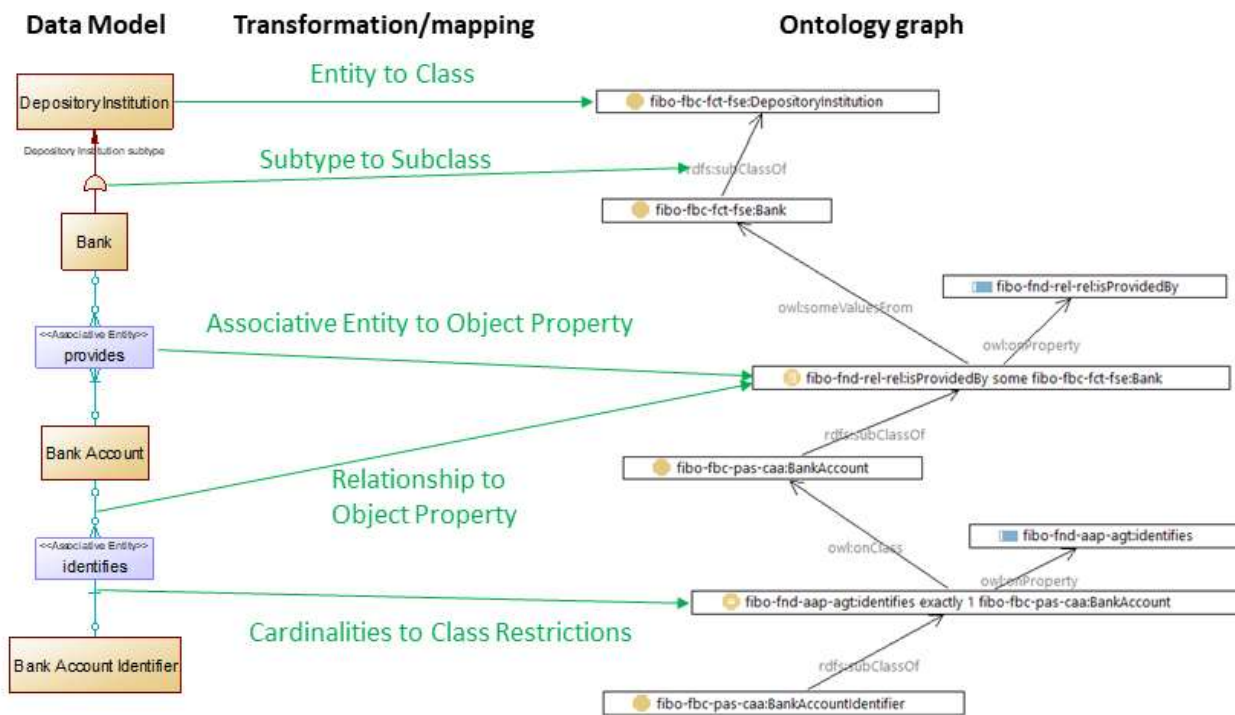 Data Model
Transformation/mapping
Ontology graph
DepositoryInstitution
Entity to Class
fibo-fbc-fct-fse:DepositoryInstitution
Depository Institution subtype
Subtype to Subclass
rdfs:subClassOf
fibo-fbc-fct-fse:Bank
Bank
owl:someValuesFrom
fibo-fnd-rel-rel:isProvidedBy
<<Associative Entity>>
provides
Associative Entity to Object Property
owl:onProperty
fibo-fnd-rel-rel:isProvidedBy some fibo-fbc-fct-fse:Bank
rdfs:subClassOf
Bank Account
fibo-fbc-pas-caa:BankAccount
Relationship to
Object Property
<<Associative Entity>>
identifies
owl:onClass
fibo-fnd-aap-agt:identifies
owl:onProperty
fibo-fnd-aap-agt:identifies exactly 1 fibo-fbc-pas-caa:BankAccount
Cardinalities to Class Restrictions
Bank Account Identifier
rdfs:subClassOf
fibo-fbc-pas-caa:BankAccountIdentifier